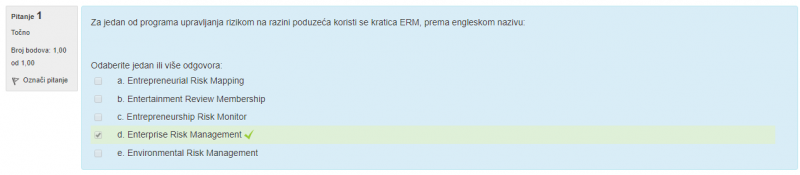 Pitanje 1
Točno
Broj bodova: 1,00
od 1,00
Označi pitanje
Za jedan od programa upravljanja rizikom na razini poduzeća koristi se kratica ERM, prema engleskom nazivu:
Odaberite jedan ili više odgovora:
a. Entrepreneurial Risk Mapping
b. Entertainment Review Membership
c. Entrepreneurship Risk Monitor
d. Enterprise Risk Management
e. Environmental Risk Management